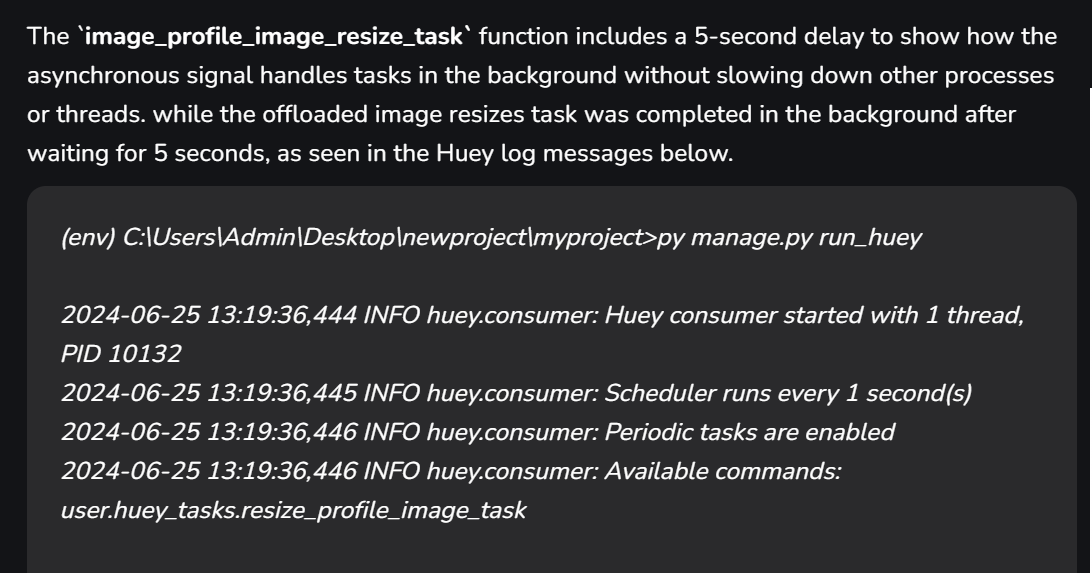 The `image_profile_image_resize_task` function includes a 5-second delay to show how the
asynchronous signal handles tasks in the background without slowing down other processes
or threads. while the offloaded image resizes task was completed in the background after
waiting for 5 seconds, as seen in the Huey log messages below.
(env) C:\Users\Admin\Desktop\newproject\myproject>py manage.py run_huey
2024-06-25 13:19:36,444 INFO huey.consumer: Huey consumer started with 1 thread,
PID 10132
2024-06-25 13:19:36,445 INFO huey.consumer: Scheduler runs every 1 second(s)
2024-06-25 13:19:36,446 INFO huey.consumer: Periodic tasks are enabled
2024-06-25 13:19:36,446 INFO huey.consumer: Available commands:
user.huey_tasks.resize_profile_image_task